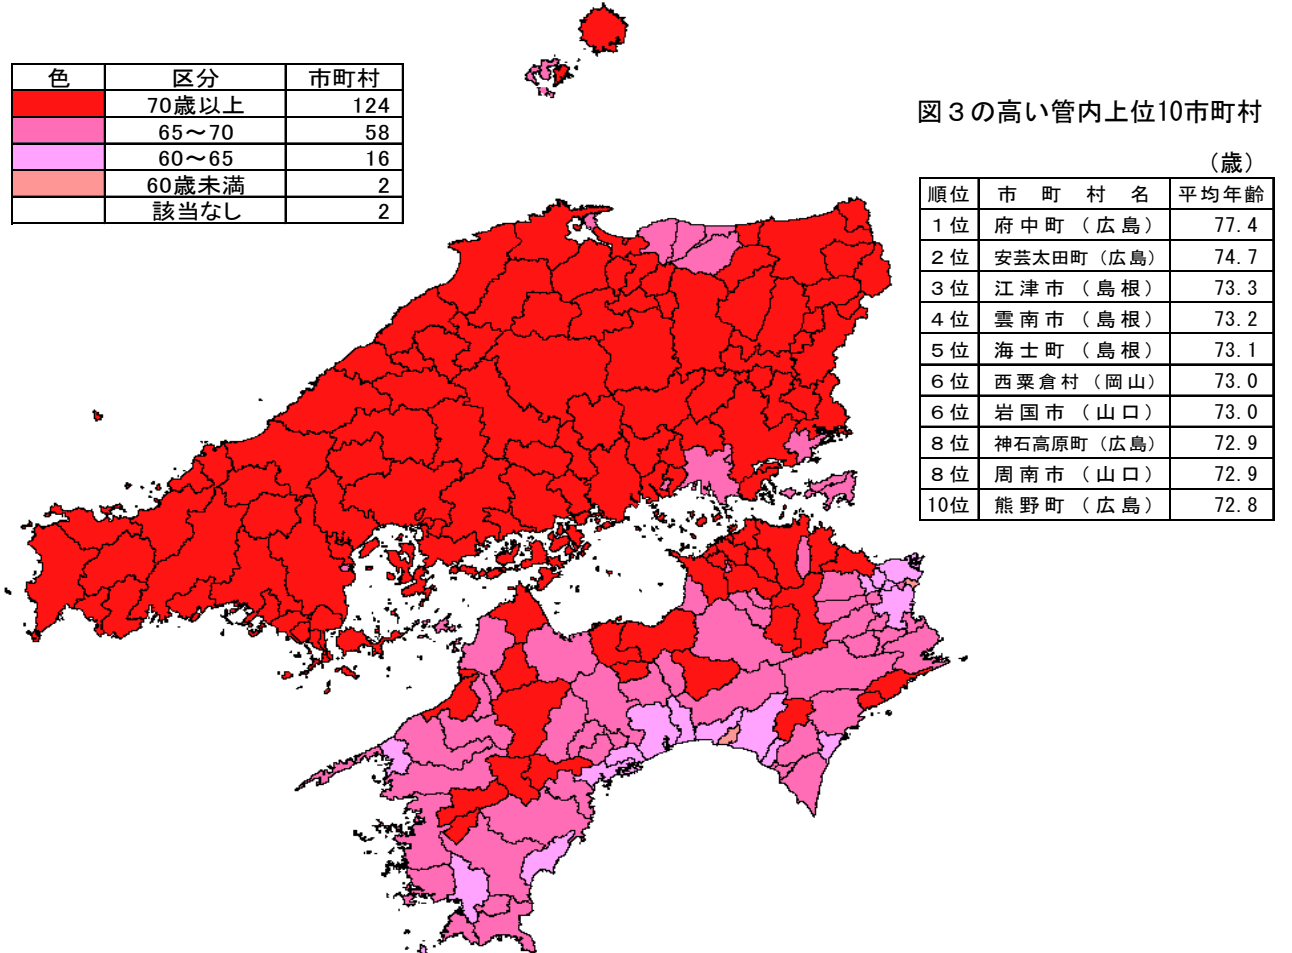 色 区分 市町村
70歳以上 124
65～70 58
60～65 16
60歳未満 2
該当なし 2
図３の高い管内上位10市町村
（歳）
順位 市町村名 平均年齢
１位 府中町（広島） 77.4
２位 安芸太田町（広島） 74.7
３位 江津市（島根） 73.3
４位 雲南市（島根） 73.2
５位 海士町（島根） 73.1
６位 西粟倉村（岡山） 73.0
６位 岩国市（山口） 73.0
８位 神石高原町（広島） 72.9
８位 周南市（山口） 72.9
10位 熊野町（広島） 72.8